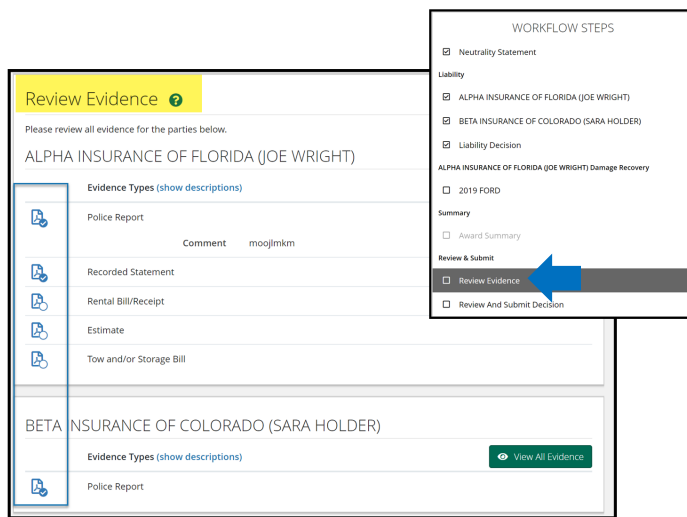 Review Evidence ?
Please review all evidence for the parties below.
ALPHA INSURANCE OF FLORIDA (JOE WRIGHT)
Evidence Types (show descriptions)
Police Report
Comment moojlmkm
Recorded Statement
Rental Bill/Receipt
Estimate
Tow and/or Storage Bill
BETA INSURANCE OF COLORADO (SARA HOLDER)
Evidence Types (show descriptions)
View All Evidence
Police Report
WORKFLOW STEPS
Neutrality Statement
Liability
ALPHA INSURANCE OF FLORIDA (JOE WRIGHT)
BETA INSURANCE OF COLORADO (SARA HOLDER)
Liability Decision
ALPHA INSURANCE OF FLORIDA (JOE WRIGHT) Damage Recovery
2019 FORD
Summary
Award Summary
Review & Submit
Review Evidence
Review And Submit Decision